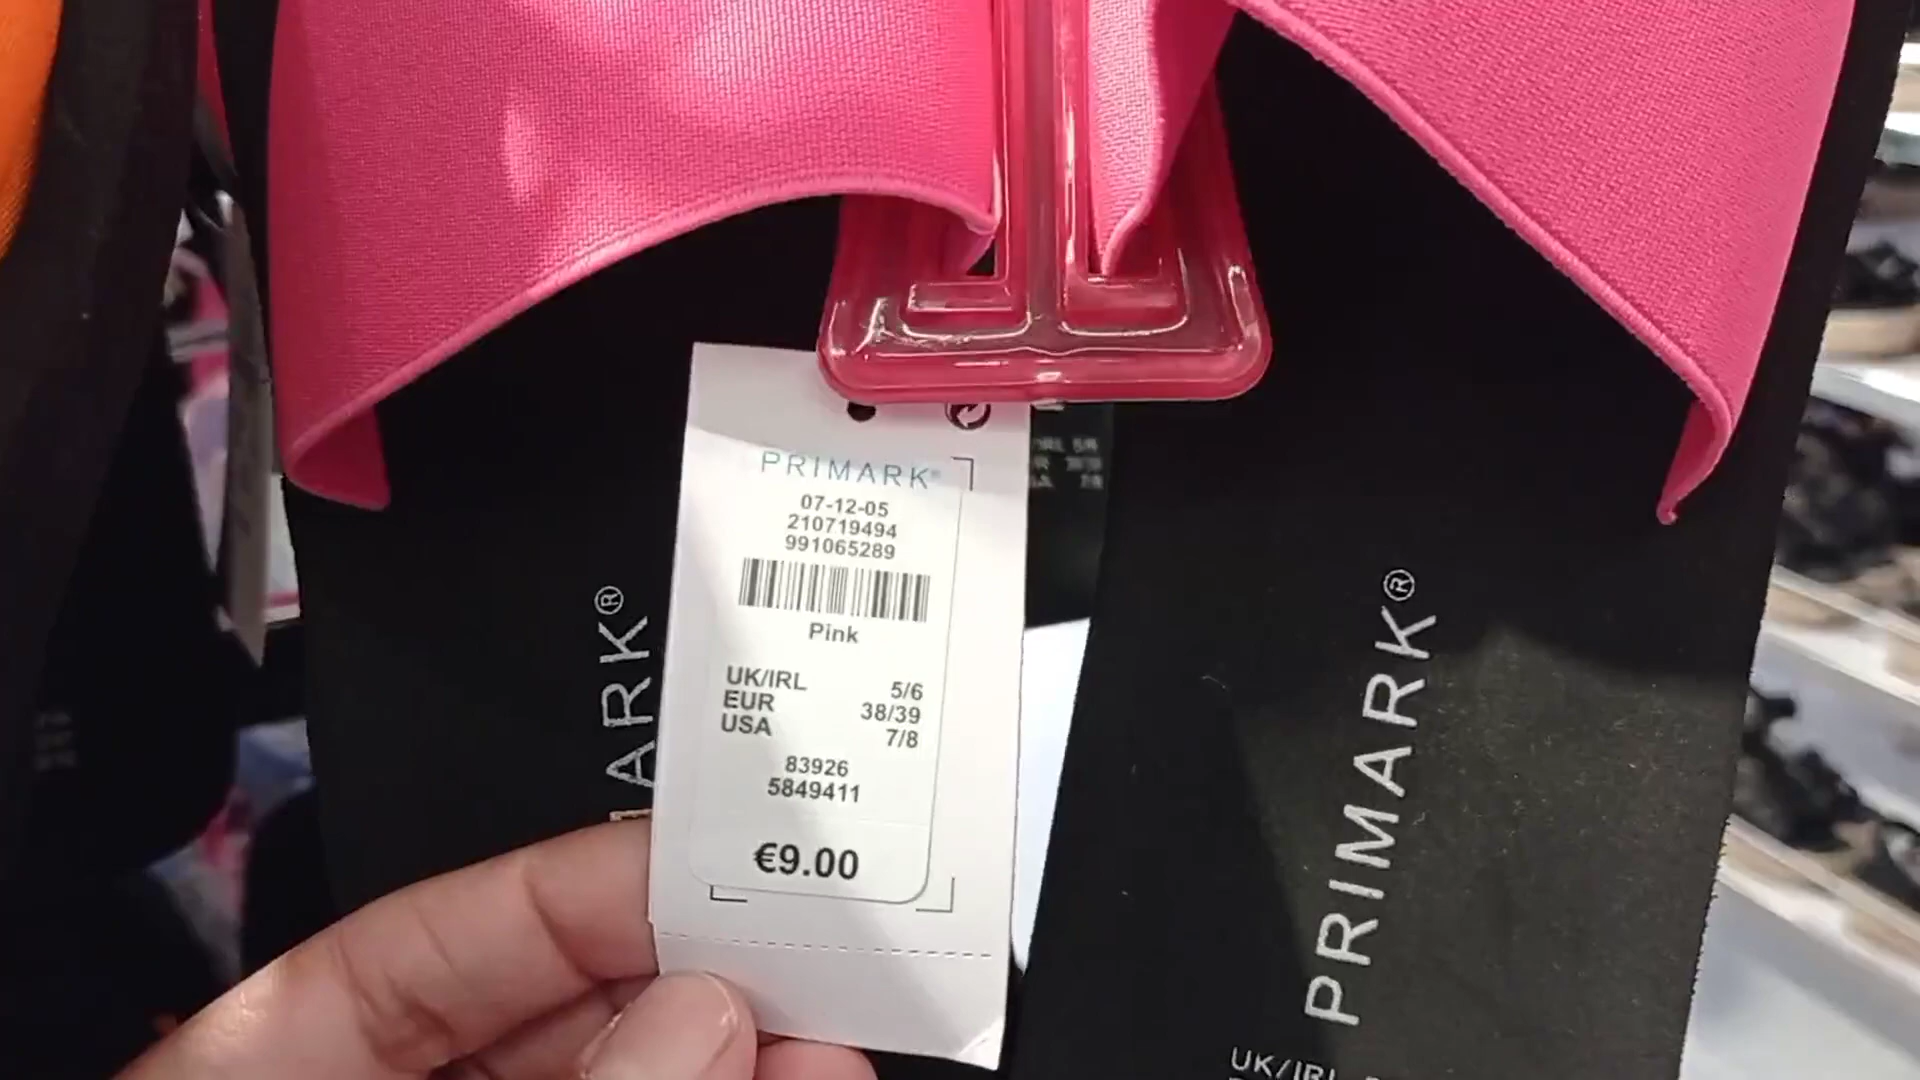 PRIMARK®
07-12-05
210719494
991065289
Pink
UK/IRL 5/6
EUR 38/39
USA 7/8
83926
5849411
€9.00
ARK®
PRIMARK®
UK/IRL